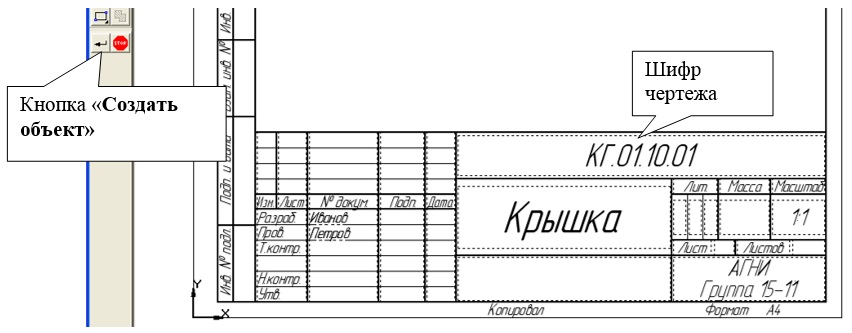 STOP
Кнопка «Создать
объект»
Шифр
чертежа
Инв
инв №
Подп. и дата
Инв № подл.
КГ.01.10.01
Лит Масса Масштаб
Изм Лист № докум. Подп. Дата
Крышка
1:1
Разраб. Иванов
Пров. Петров
Т.контр.
Лист Листов
Н.контр.
Утв.
АГНИ
Группа 15-11
Копировал Формат А4
Y
X